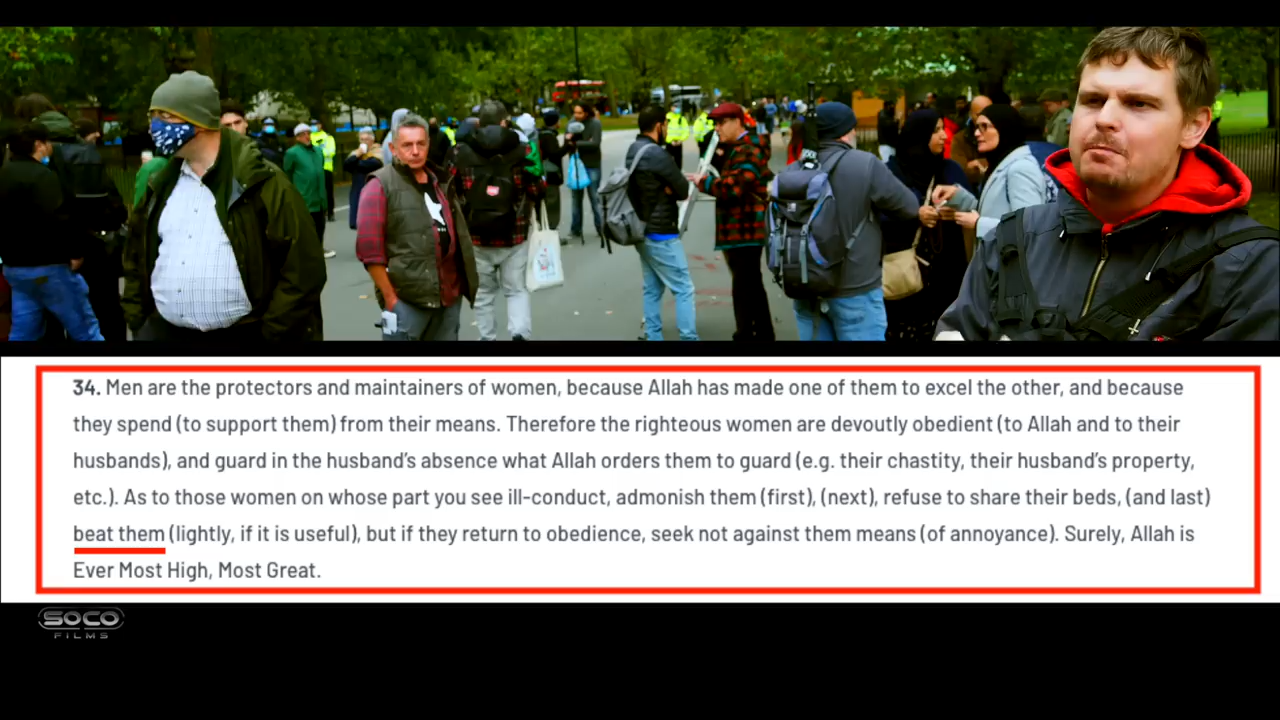 34. Men are the protectors and maintainers of women, because Allah has made one of them to excel the other, and because
they spend (to support them) from their means. Therefore the righteous women are devoutly obedient (to Allah and to their
husbands), and guard in the husband's absence what Allah orders them to guard (e.g. their chastity, their husband's property,
etc.). As to those women on whose part you see ill-conduct, admonish them (first), (next), refuse to share their beds, (and last)
beat them (lightly, if it is useful), but if they return to obedience, seek not against them means (of annoyance). Surely, Allah is
Ever Most High, Most Great.
SOCO
FILMS